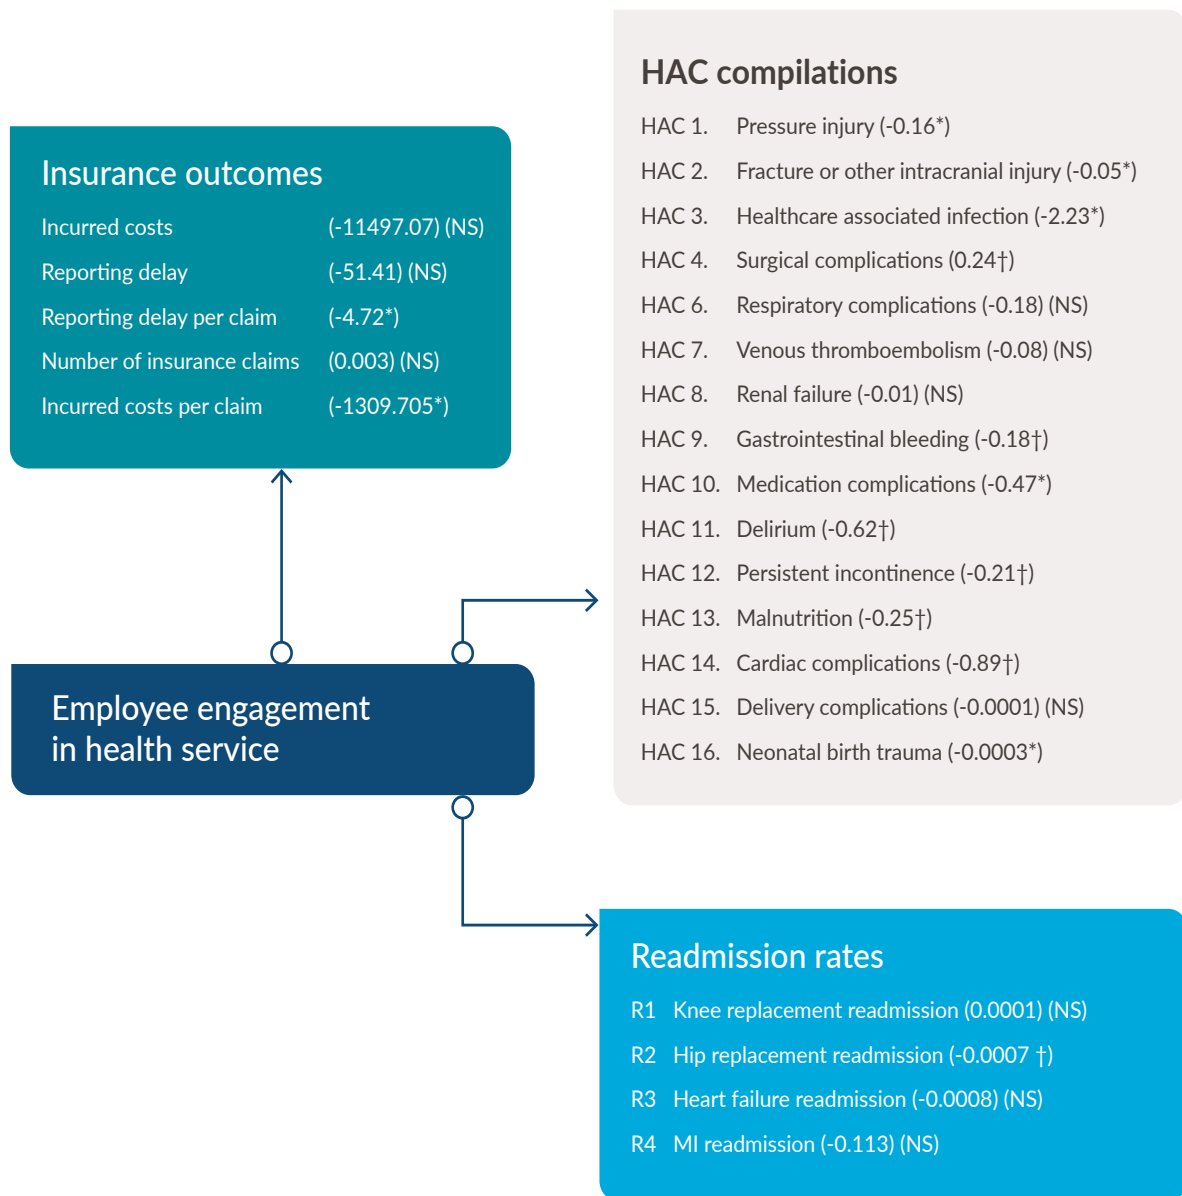 HAC compilations
HAC 1. Pressure injury (-0.16*)
HAC 2. Fracture or other intracranial injury (-0.05*)
HAC 3. Healthcare associated infection (-2.23*)
HAC 4. Surgical complications (0.24†)
HAC 6. Respiratory complications (-0.18) (NS)
HAC 7. Venous thromboembolism (-0.08) (NS)
HAC 8. Renal failure (-0.01) (NS)
HAC 9. Gastrointestinal bleeding (-0.18†)
HAC 10. Medication complications (-0.47*)
HAC 11. Delirium (-0.62†)
HAC 12. Persistent incontinence (-0.21†)
HAC 13. Malnutrition (-0.25†)
HAC 14. Cardiac complications (-0.89†)
HAC 15. Delivery complications (-0.0001) (NS)
HAC 16. Neonatal birth trauma (-0.0003*)
Insurance outcomes
Incurred costs (-11497.07) (NS)
Reporting delay (-51.41) (NS)
Reporting delay per claim (-4.72*)
Number of insurance claims (0.003) (NS)
Incurred costs per claim (-1309.705*)
Employee engagement
in health service
Readmission rates
R1 Knee replacement readmission (0.0001) (NS)
R2 Hip replacement readmission (-0.0007 †)
R3 Heart failure readmission (-0.0008) (NS)
R4 MI readmission (-0.113) (NS)